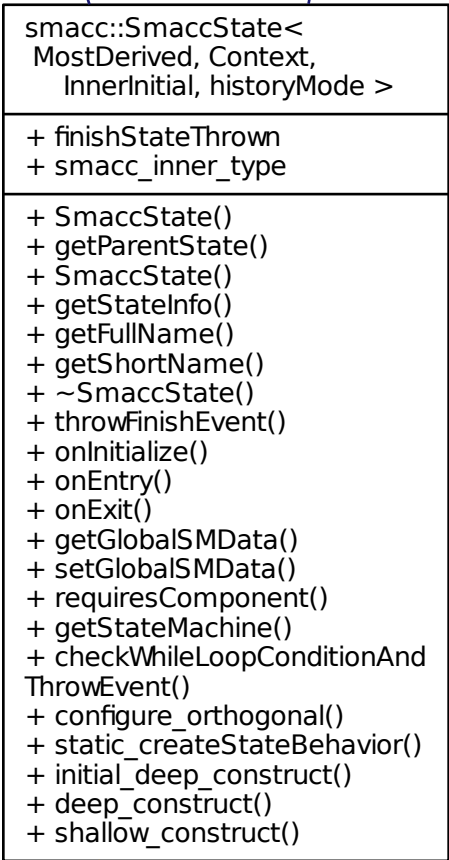 smacc::SmaccState<
MostDerived, Context,
InnerInitial, historyMode >
+ finishStateThrown
+ smacc_inner_type
+ SmaccState()
+ getParentState()
+ SmaccState()
+ getStateInfo()
+ getFullName()
+ getShortName()
+ ~SmaccState()
+ throwFinishEvent()
+ onInitialize()
+ onEntry()
+ onExit()
+ getGlobalSMData()
+ setGlobalSMData()
+ requiresComponent()
+ getStateMachine()
+ checkWhileLoopConditionAnd
ThrowEvent()
+ configure_orthogonal()
+ static_createStateBehavior()
+ initial_deep_construct()
+ deep_construct()
+ shallow_construct()